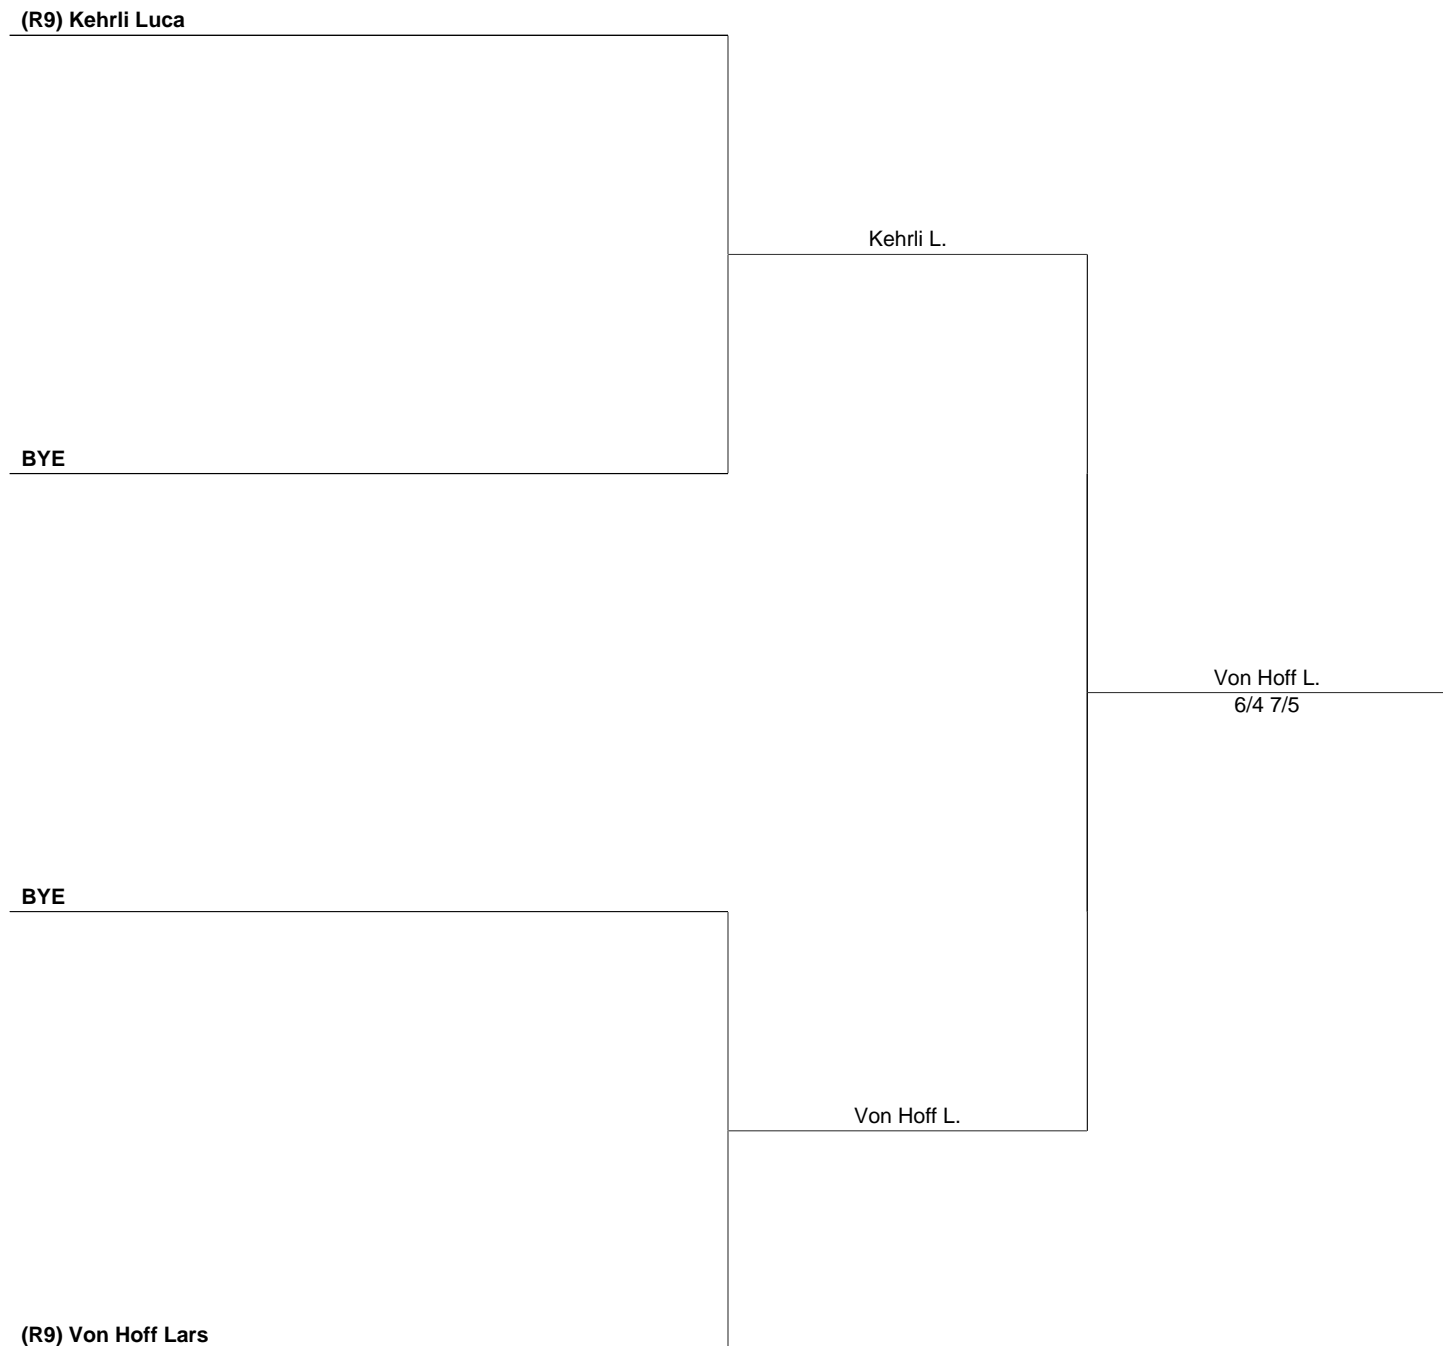 (R9) Kehrli Luca
Kehrli L.
BYE
Von Hoff L.
6/4 7/5
BYE
Von Hoff L.
(R9) Von Hoff Lars